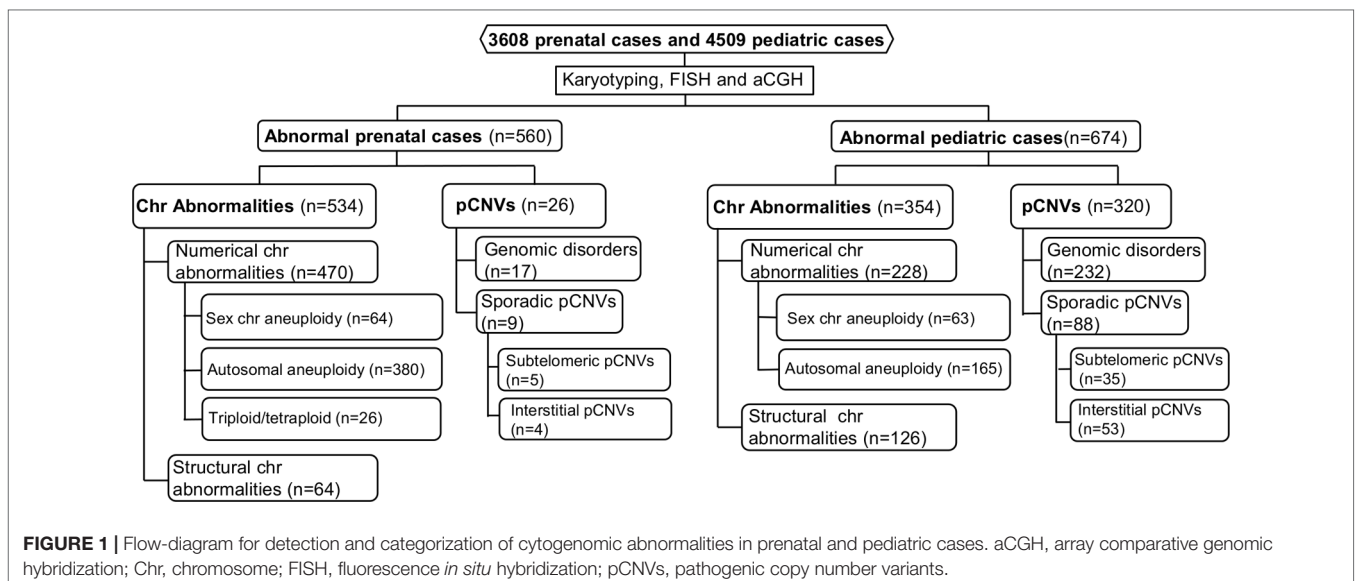 3608 prenatal cases and 4509 pediatric cases
Karyotyping, FISH and aCGH
Abnormal prenatal cases (n=560)
Chr Abnormalities (n=534)
Numerical chr
abnormalities (n=470)
Sex chr aneuploidy (n=64)
Autosomal aneuploidy (n=380)
Triploid/tetraploid (n=26)
Structural chr
abnormalities (n=64)
pCNVs (n=26)
Genomic disorders
(n=17)
Sporadic pCNVs
(n=9)
Subtelomeric pCNVs
(n=5)
Interstitial pCNVs
(n=4)
Abnormal pediatric cases(n=674)
Chr Abnormalities (n=354)
Numerical chr
abnormalities (n=228)
Sex chr aneuploidy (n=63)
Autosomal aneuploidy (n=165)
Structural chr
abnormalities (n=126)
pCNVs (n=320)
Genomic disorders
(n=232)
Sporadic pCNVs
(n=88)
Subtelomeric pCNVs
(n=35)
Interstitial pCNVs
(n=53)
FIGURE 1 | Flow-diagram for detection and categorization of cytogenomic abnormalities in prenatal and pediatric cases. aCGH, array comparative genomic
hybridization; Chr, chromosome; FISH, fluorescence in situ hybridization; pCNVs, pathogenic copy number variants.